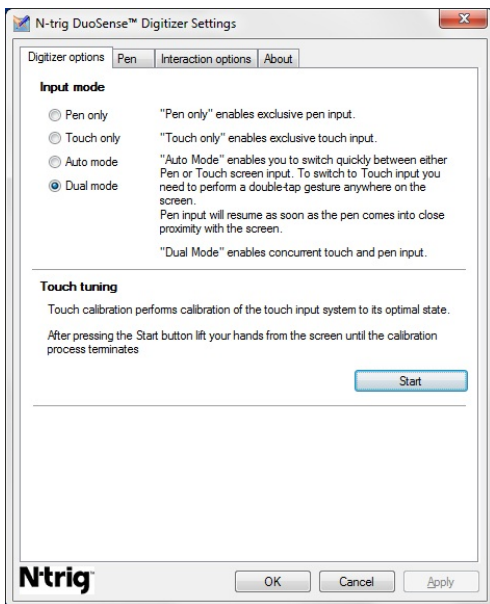 N-trig DuoSense™ Digitizer Settings
Digitizer options Pen Interaction options About
Input mode
Pen only "Pen only" enables exclusive pen input.
Touch only "Touch only" enables exclusive touch input.
Auto mode "Auto Mode" enables you to switch quickly between either
Pen or Touch screen input. To switch to Touch input you
Dual mode need to perform a double-tap gesture anywhere on the
screen.
Pen input will resume as soon as the pen comes into close
proximity with the screen.
"Dual Mode" enables concurrent touch and pen input.
Touch tuning
Touch calibration performs calibration of the touch input system to its optimal state.
After pressing the Start button lift your hands from the screen until the calibration
process terminates
Start
N-trig
OK Cancel Apply